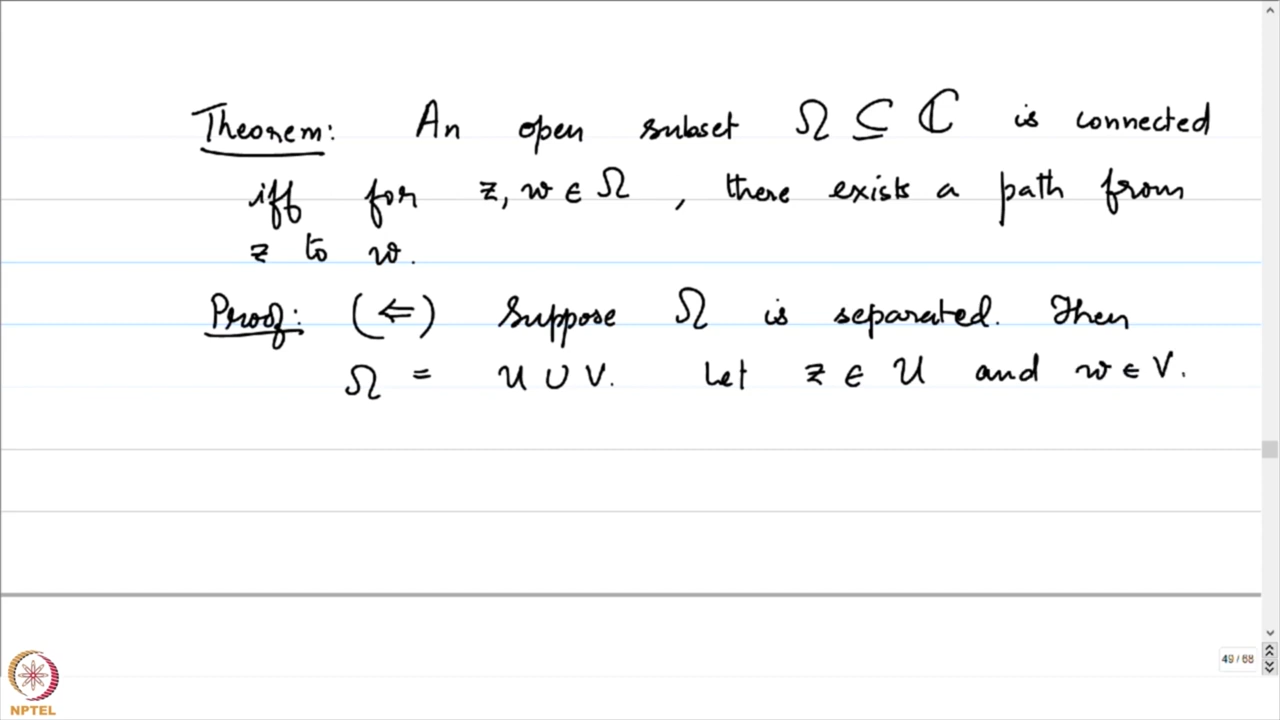 Theorem: An open subset Ω ⊆ ℂ is connected
iff for z, w ∈ Ω , there exists a path from
z to w.
Proof: (⇐) Suppose Ω is separated. Then
Ω = U ∪ V. Let z ∈ U and w ∈ V.
49 / 68
NPTEL